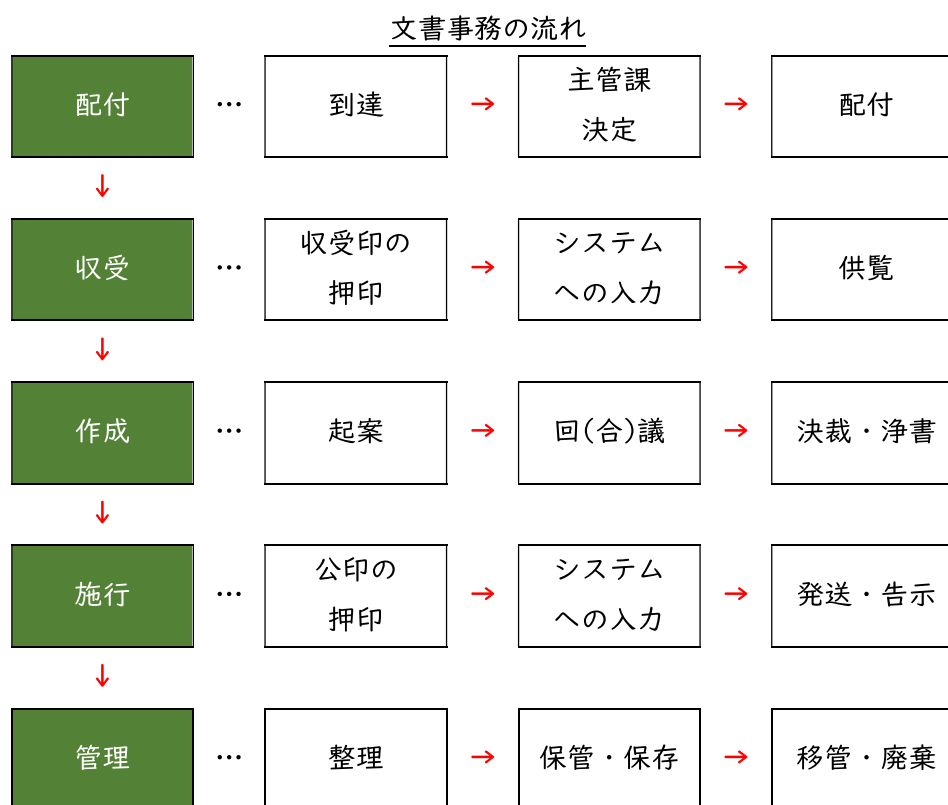 文書事務の流れ
配付 … 到達 → 主管課 → 配付
決定
↓
収受 … 収受印の → システム → 供覧
押印 への入力
↓
作成 … 起案 → 回(合)議 → 決裁・浄書
↓
施行 … 公印の → システム → 発送・告示
押印 への入力
↓
管理 … 整理 → 保管・保存 → 移管・廃棄